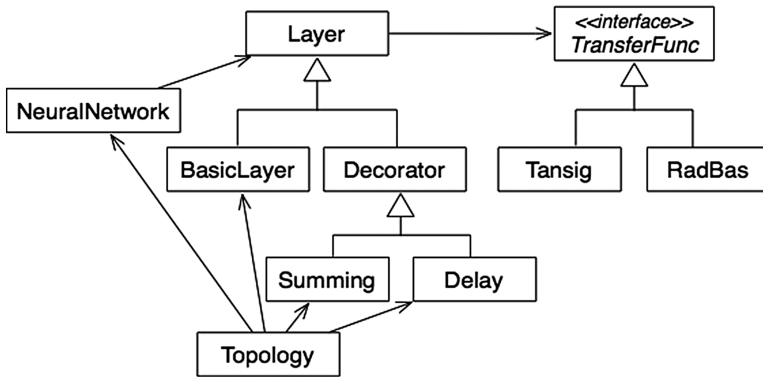 Layer
<<interface>>
TransferFunc
NeuralNetwork
BasicLayer
Decorator
Tansig
RadBas
Summing
Delay
Topology